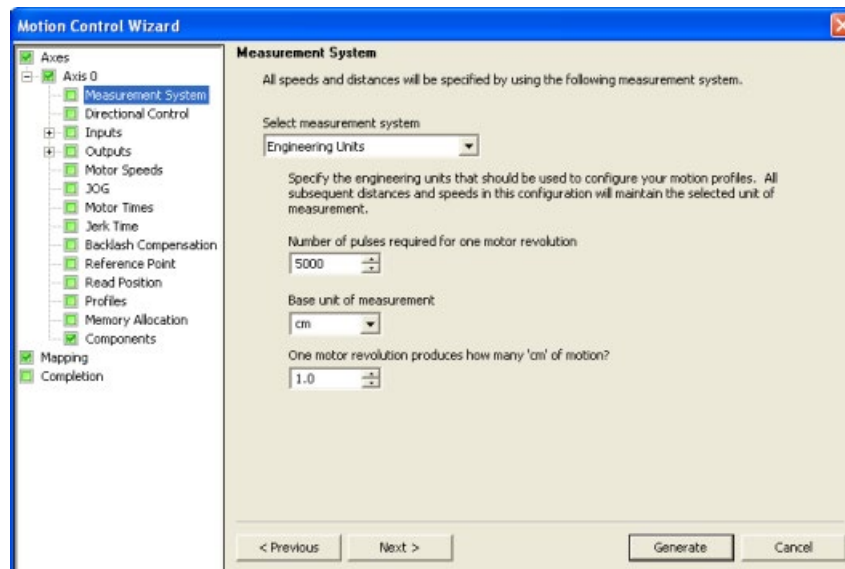 Motion Control Wizard
Axes
Axis 0
Measurement System
Directional Control
Inputs
Outputs
Motor Speeds
JOG
Motor Times
Jerk Time
Backlash Compensation
Reference Point
Read Position
Profiles
Memory Allocation
Components
Mapping
Completion
Measurement System
All speeds and distances will be specified by using the following measurement system.
Select measurement system
Engineering Units
Specify the engineering units that should be used to configure your motion profiles. All
subsequent distances and speeds in this configuration will maintain the selected unit of
measurement.
Number of pulses required for one motor revolution
5000
Base unit of measurement
cm
One motor revolution produces how many 'cm' of motion?
1.0
< Previous
Next >
Generate
Cancel